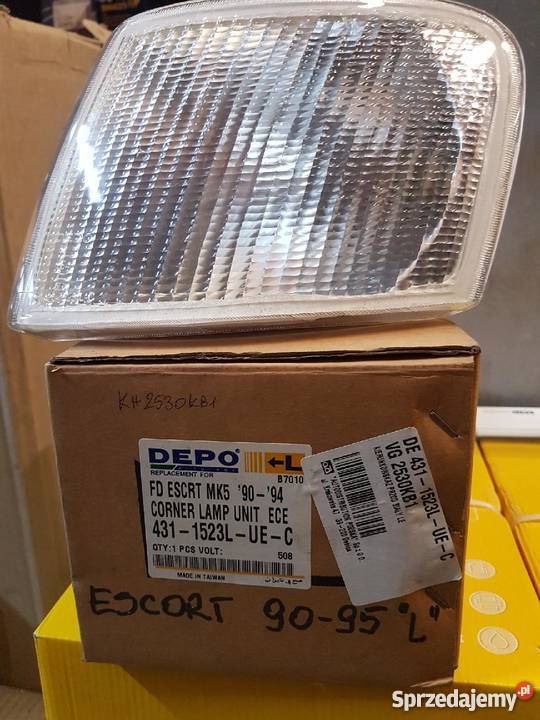 KH2530KB1
DEPO
REPLACEMENT FOR
←L
B7010
FD ESCRT MK5 '90-'94
CORNER LAMP UNIT ECE
431-1523L-UE-C
QTY:1 PCS VOLT:
508
MADE IN TAIWAN
DE 431-1523L-UE-C
VG 2530KB1
ESCORT 90-95 "L"
Sprzedajemy.pl